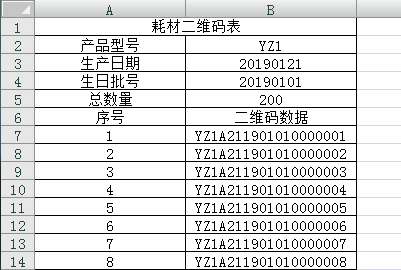 A B
1 耗材二维码表
2 产品型号 YZ1
3 生产日期 20190121
4 生日批号 20190101
5 总数量 200
6 序号 二维码数据
7 1 YZ1A211901010000001
8 2 YZ1A211901010000002
9 3 YZ1A211901010000003
10 4 YZ1A211901010000004
11 5 YZ1A211901010000005
12 6 YZ1A211901010000006
13 7 YZ1A211901010000007
14 8 YZ1A211901010000008